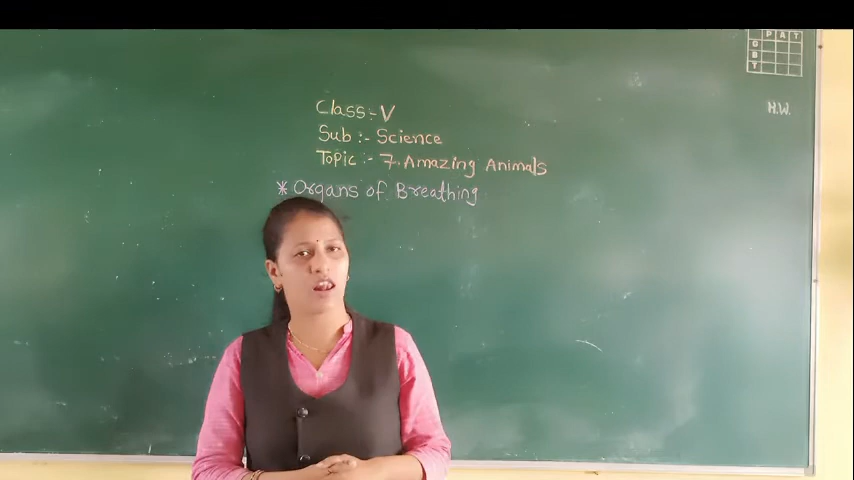 Class:- V
Sub :- Science
Topic :- 7. Amazing Animals
* Organs of Breathing
P A T
O
B
T
H.W.